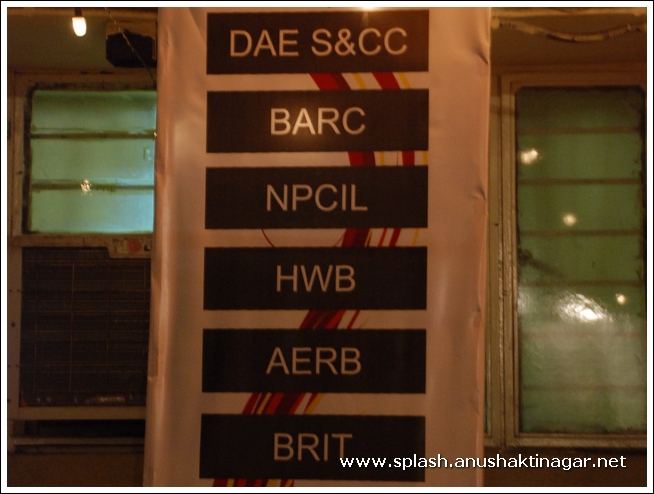 DAE S&CC
BARC
NPCIL
HWB
AERB
BRIT
www.splash.anushaktinagar.net